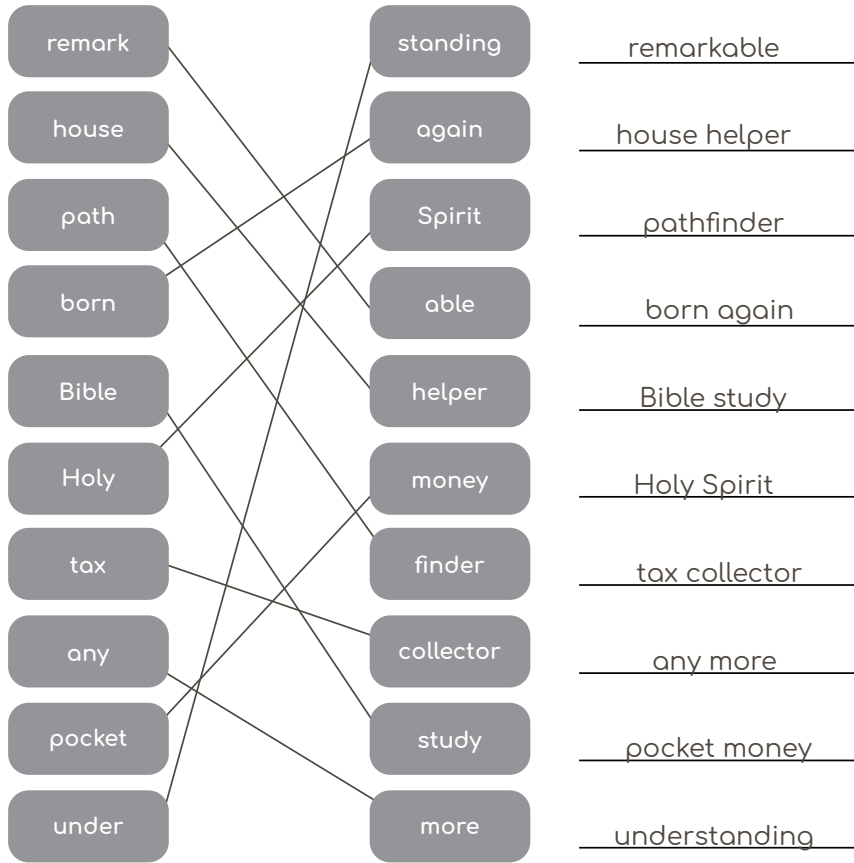 remark standing remarkable
house again house helper
path Spirit pathfinder
born able born again
Bible helper Bible study
Holy money Holy Spirit
tax finder tax collector
any collector any more
pocket study pocket money
under more understanding